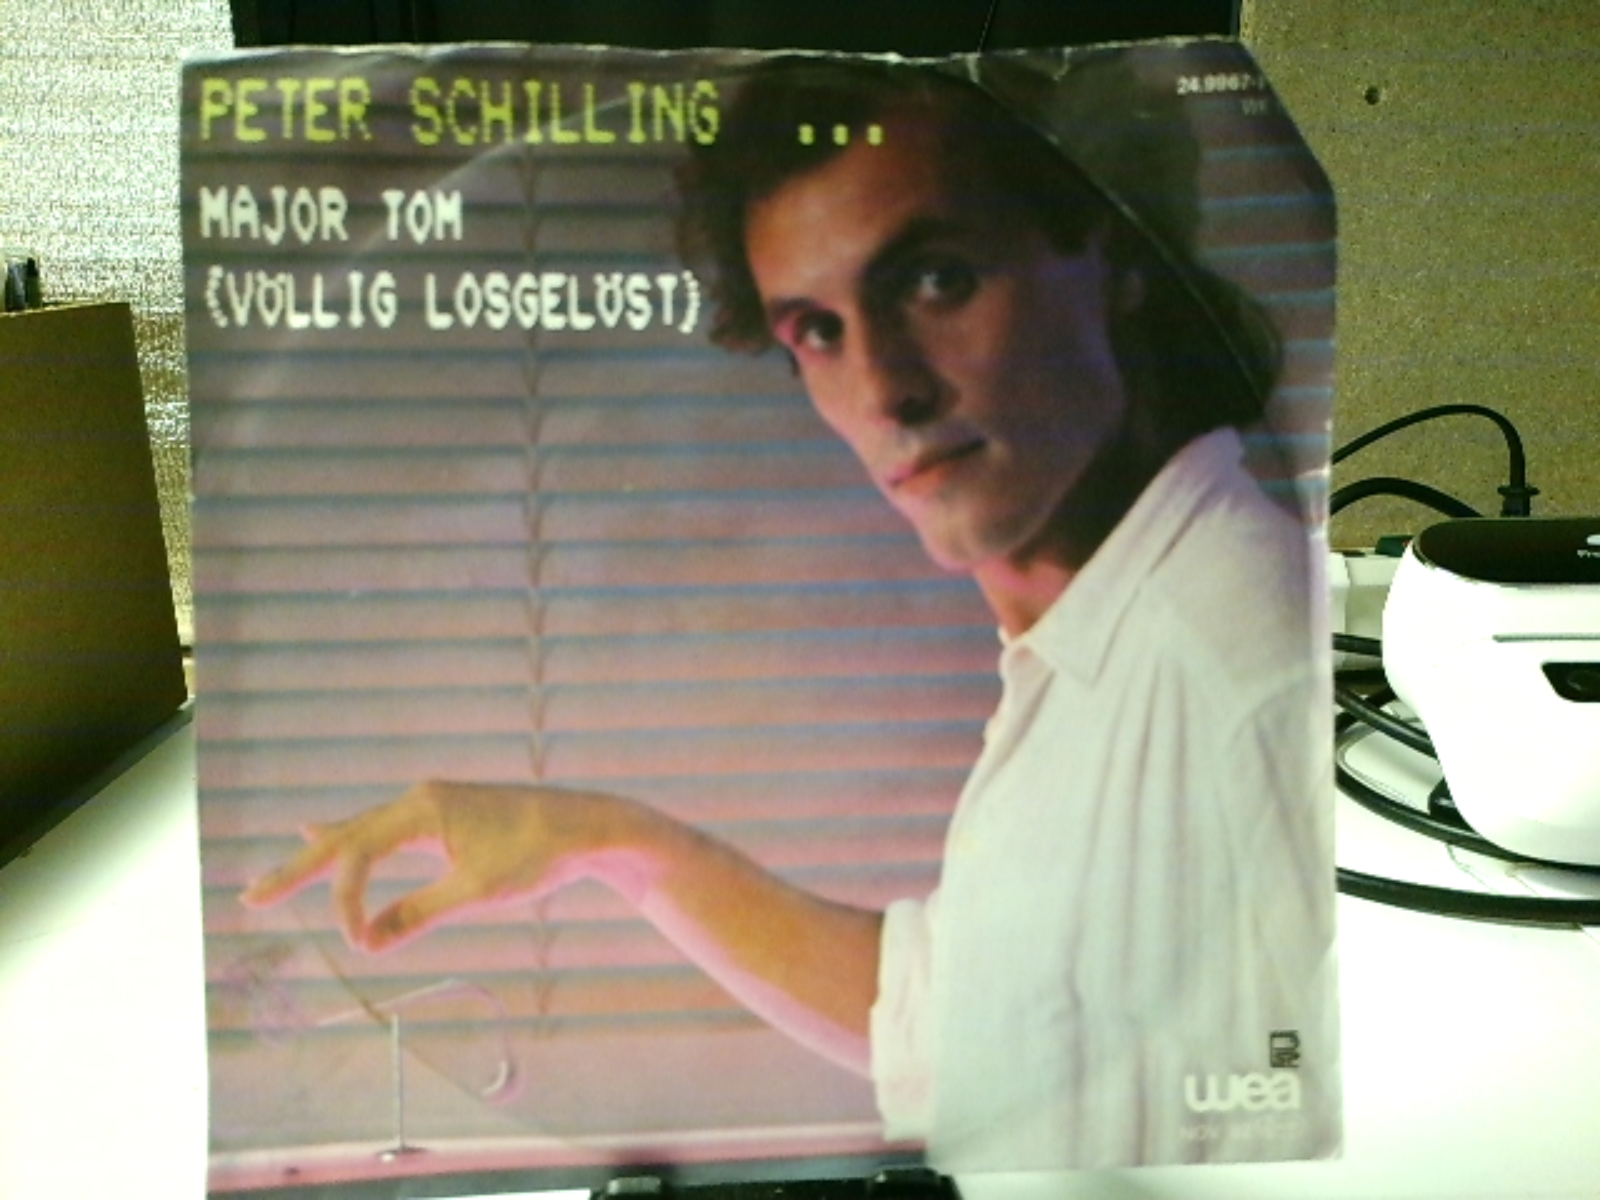 PETER SCHILLING ...
MAJOR TOM
(VÖLLIG LOSGELÖST)
wea